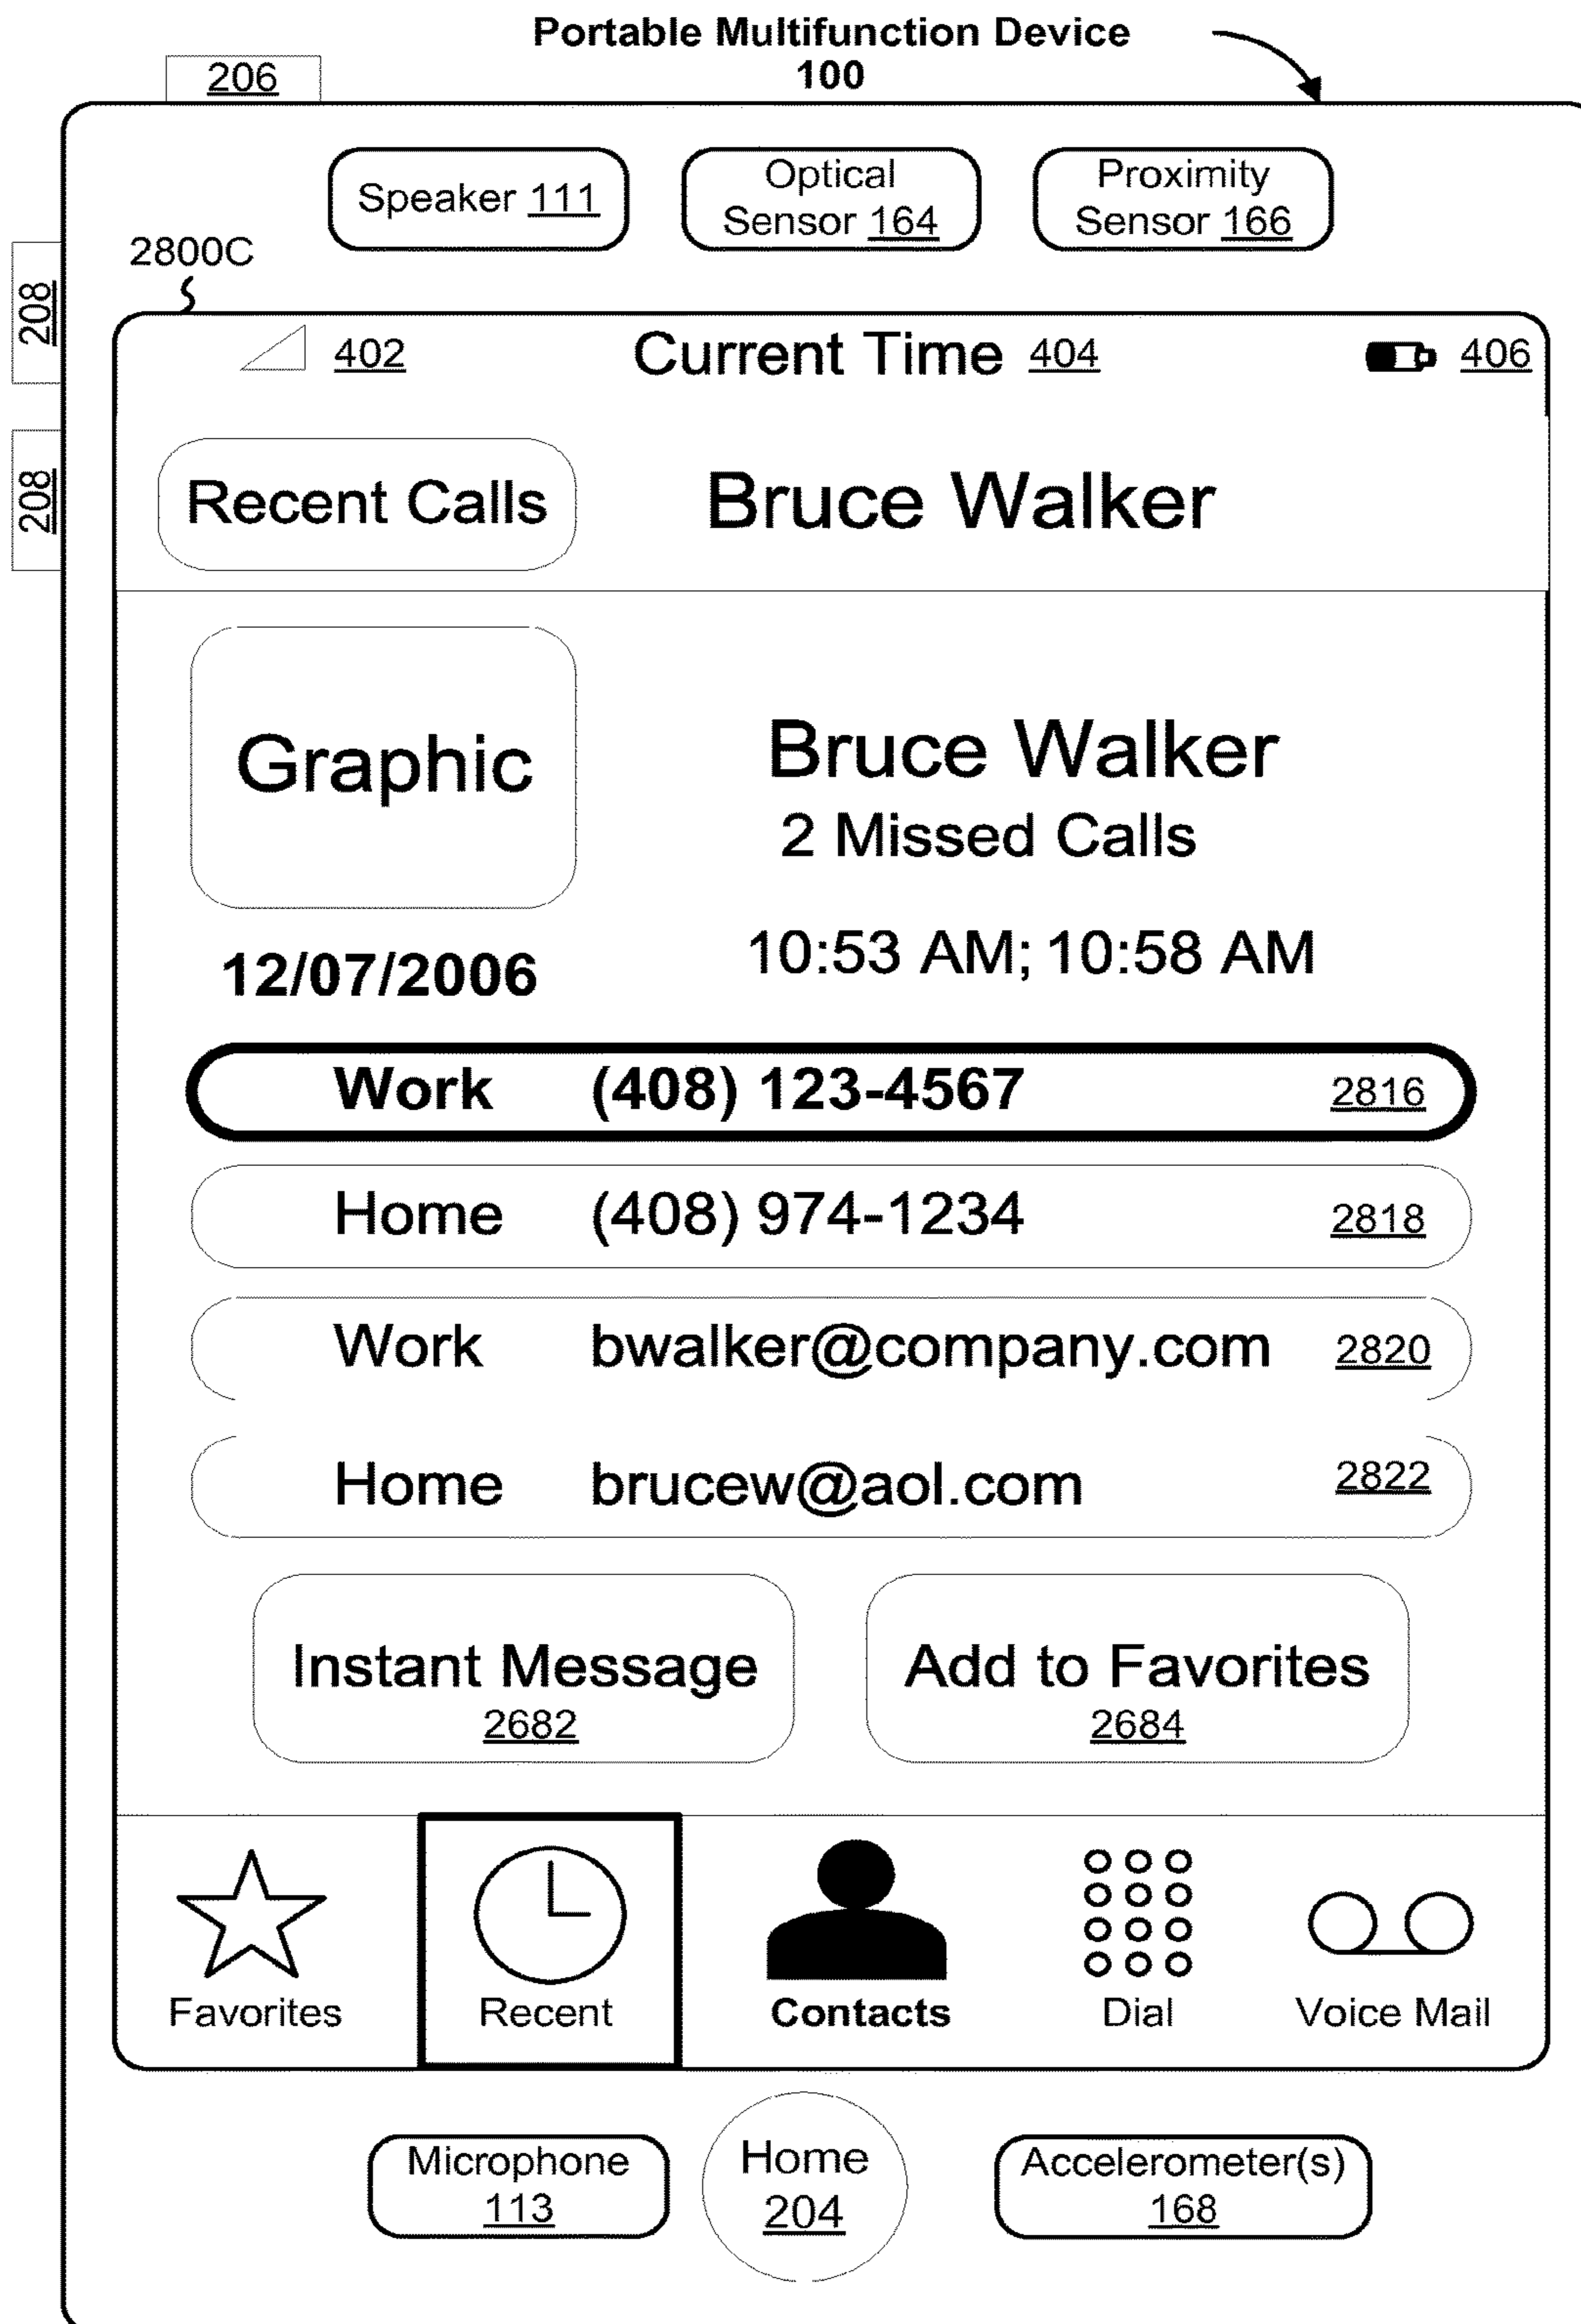 Portable Multifunction Device
100
206
Speaker 111
Optical
Sensor 164
Proximity
Sensor 166
2800C
208
402
Current Time 404
406
208
Recent Calls
Bruce Walker
Graphic
Bruce Walker
2 Missed Calls
12/07/2006
10:53 AM; 10:58 AM
Work (408) 123-4567 2816
Home (408) 974-1234 2818
Work bwalker@company.com 2820
Home brucew@aol.com 2822
Instant Message
2682
Add to Favorites
2684
Favorites
Recent
Contacts
Dial
Voice Mail
Microphone
113
Home
204
Accelerometer(s)
168